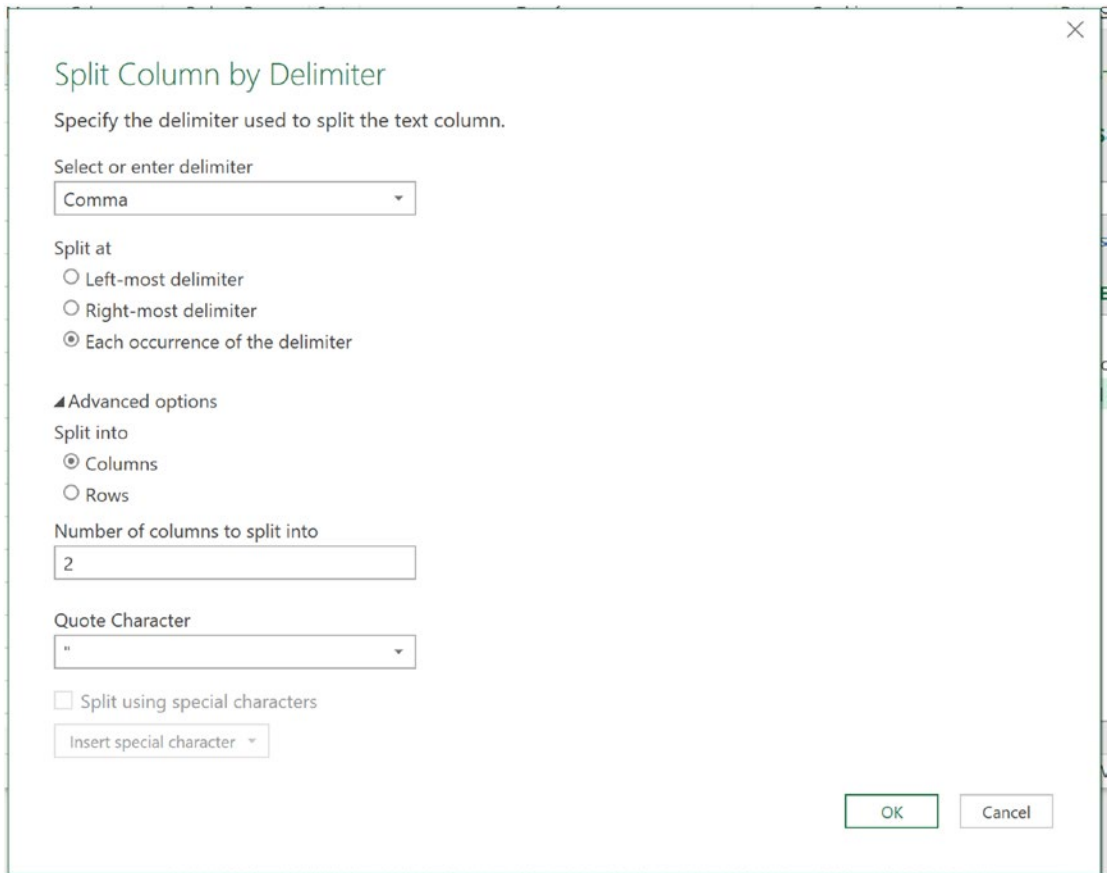 Split Column by Delimiter
Specify the delimiter used to split the text column.
Select or enter delimiter
Comma
Split at
Left-most delimiter
Right-most delimiter
Each occurrence of the delimiter
Advanced options
Split into
Columns
Rows
Number of columns to split into
2
Quote Character
"
Split using special characters
Insert special character
OK Cancel